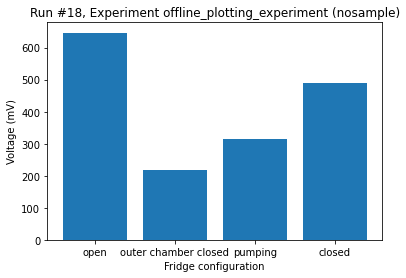 Run #18, Experiment offline_plotting_experiment (nosample)
600
500
400
300
200
100
0
Voltage (mV)
open outer chamber closed pumping closed
Fridge configuration